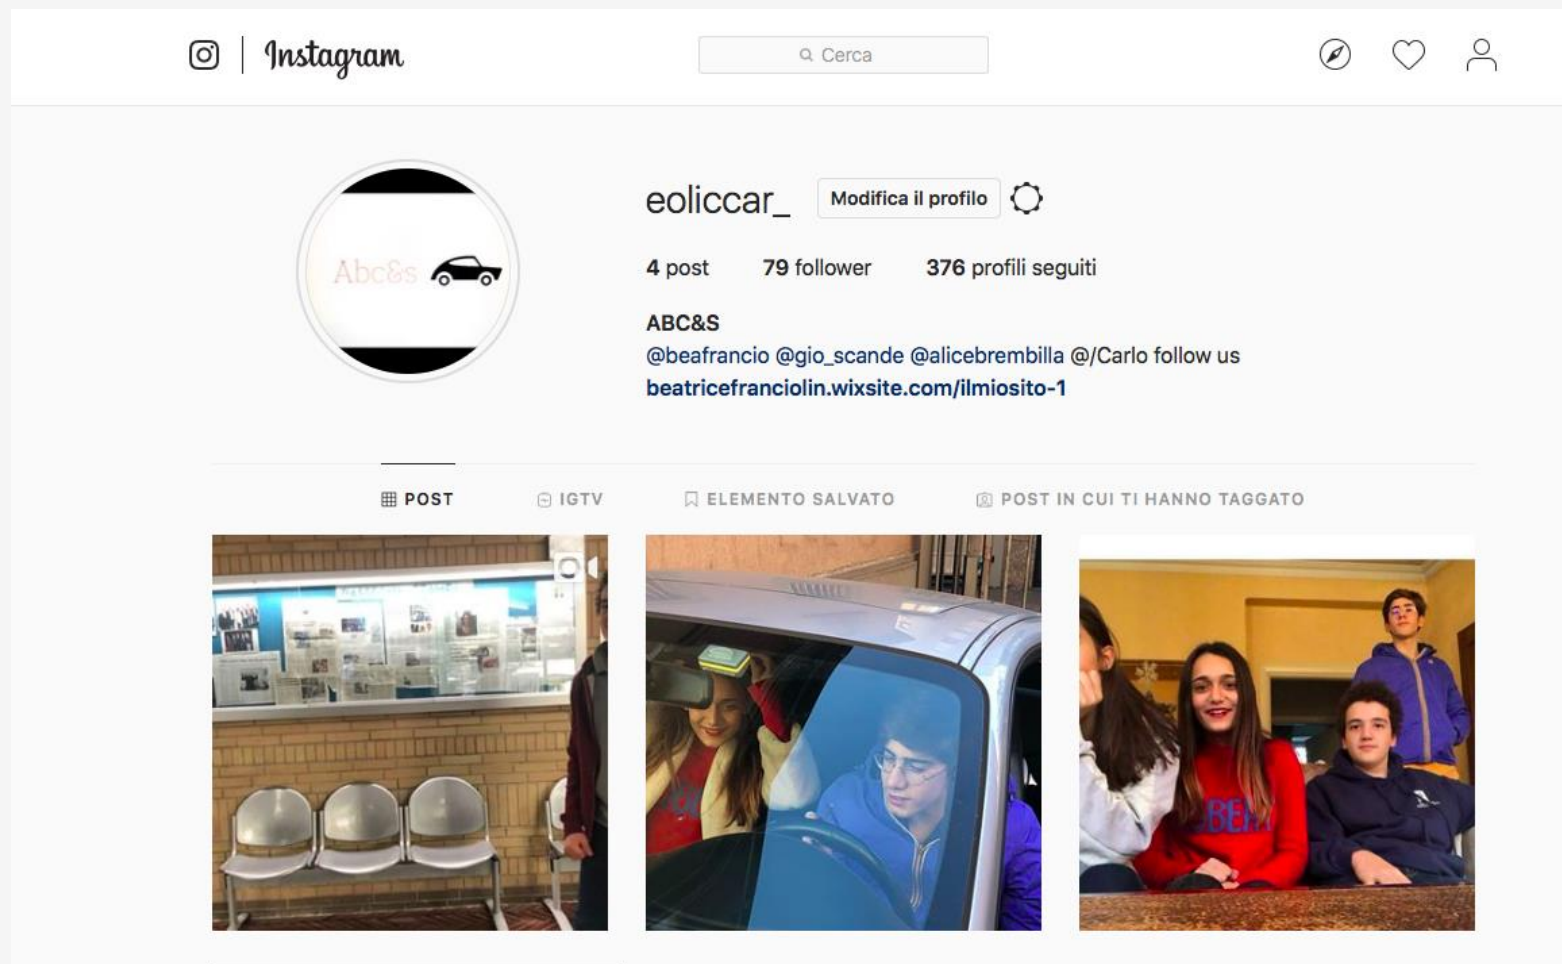 Instagram
Cerca
eoliccar_ Modifica il profilo
4 post 79 follower 376 profili seguiti
Abc&s
ABC&S
@beafrancio @gio_scande @alicebrembilla @/Carlo follow us
beatricefranciolin.wixsite.com/ilmiosito-1
POST IGTV ELEMENTO SALVATO POST IN CUI TI HANNO TAGGATO